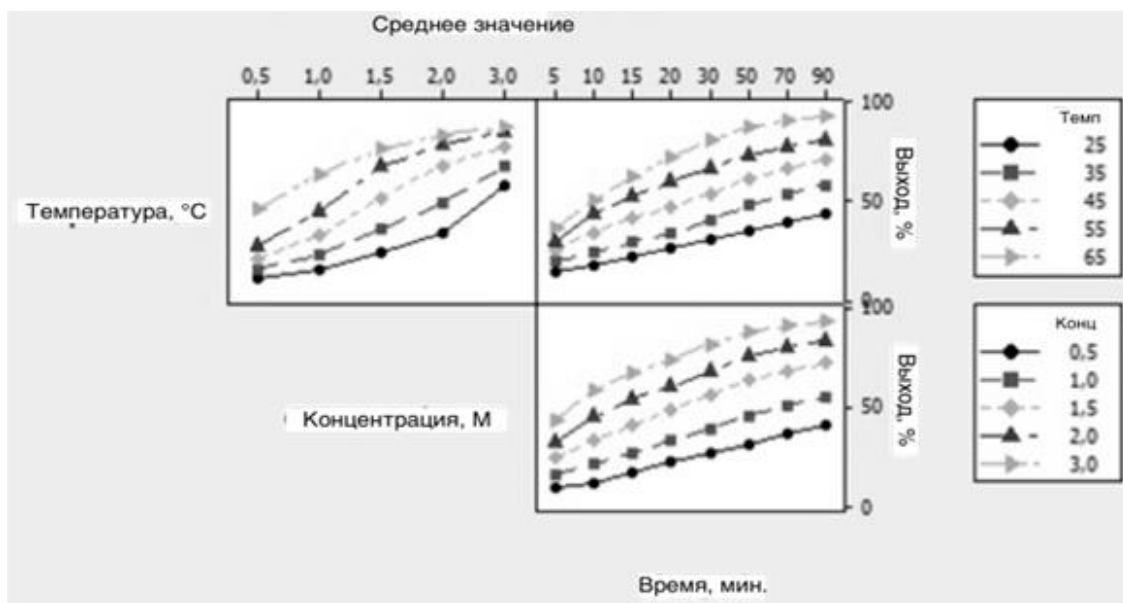 Среднее значение
0,5 1,0 1,5 2,0 3,0 5 10 15 20 30 50 70 90
100
50
0
Выход, %
Температура, °C
Темп
25
35
45
55
65
100
50
0
Выход, %
Концентрация, М
Конц
0,5
1,0
1,5
2,0
3,0
Время, мин.